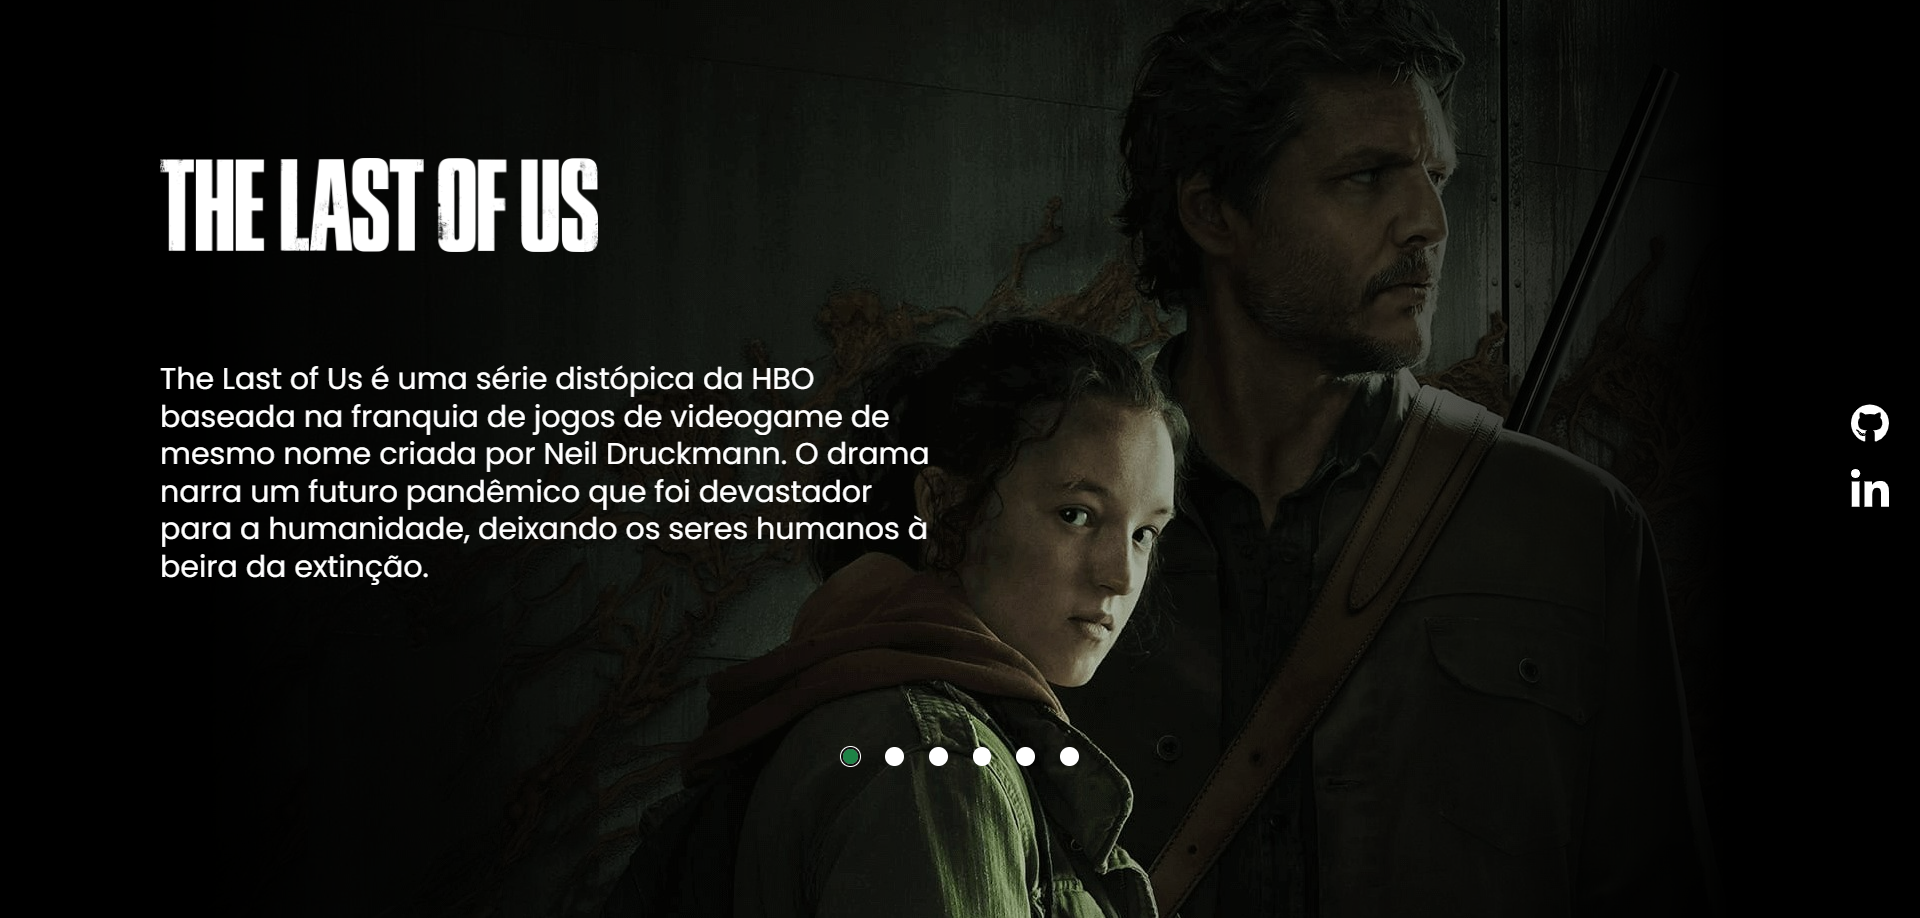 THE LAST OF US
The Last of Us é uma série distópica da HBO
baseada na franquia de jogos de videogame de
mesmo nome criada por Neil Druckmann. O drama
narra um futuro pandêmico que foi devastador
para a humanidade, deixando os seres humanos à
beira da extinção.
in